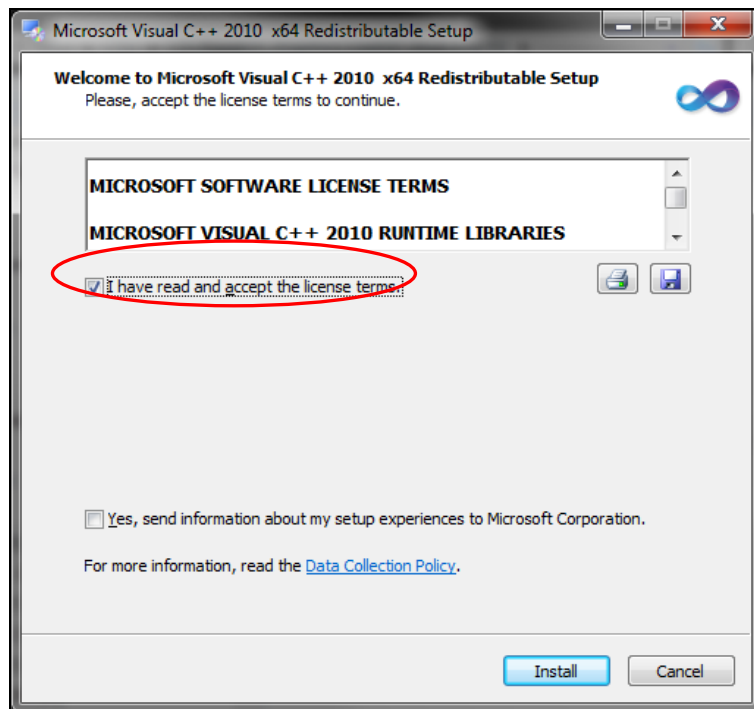 Microsoft Visual C++ 2010  x64 Redistributable Setup
Welcome to Microsoft Visual C++ 2010  x64 Redistributable Setup
Please, accept the license terms to continue.
MICROSOFT SOFTWARE LICENSE TERMS
MICROSOFT VISUAL C++ 2010 RUNTIME LIBRARIES
I have read and accept the license terms.
Yes, send information about my setup experiences to Microsoft Corporation.
For more information, read the Data Collection Policy.
Install Cancel